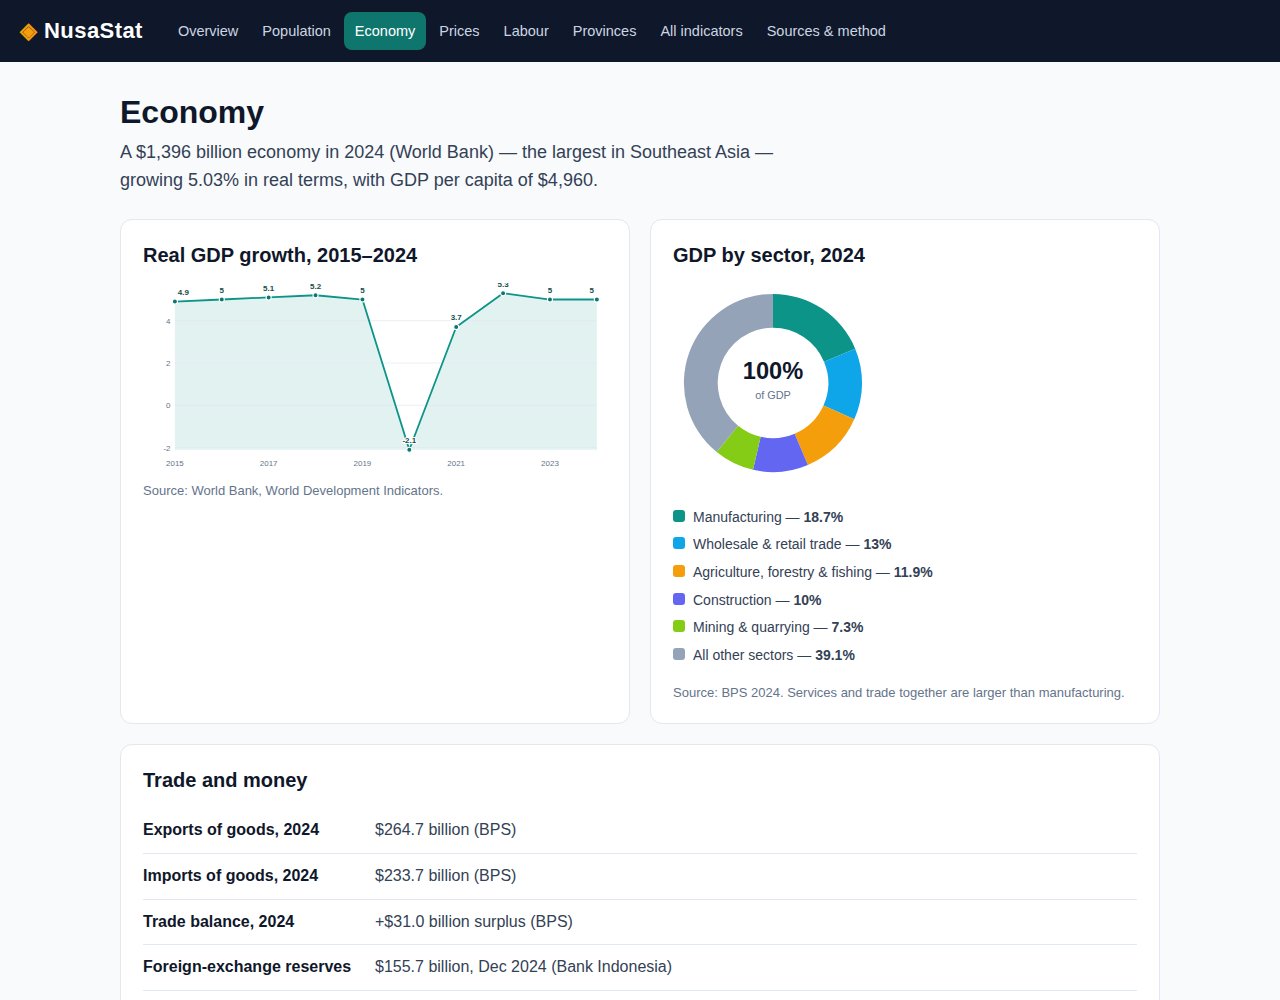 ◈ NusaStat
Overview
Population
Economy
Prices
Labour
Provinces
All indicators
Sources & method
Economy
A $1,396 billion economy in 2024 (World Bank) — the largest in Southeast Asia —
growing 5.03% in real terms, with GDP per capita of $4,960.
Real GDP growth, 2015–2024
4.9
5
5.1
5.2
5
-2.1
3.7
5.3
5
5
4
2
0
-2
2015
2017
2019
2021
2023
Source: World Bank, World Development Indicators.
GDP by sector, 2024
100%
of GDP
Manufacturing — 18.7%
Wholesale & retail trade — 13%
Agriculture, forestry & fishing — 11.9%
Construction — 10%
Mining & quarrying — 7.3%
All other sectors — 39.1%
Source: BPS 2024. Services and trade together are larger than manufacturing.
Trade and money
Exports of goods, 2024 $264.7 billion (BPS)
Imports of goods, 2024 $233.7 billion (BPS)
Trade balance, 2024 +$31.0 billion surplus (BPS)
Foreign-exchange reserves $155.7 billion, Dec 2024 (Bank Indonesia)